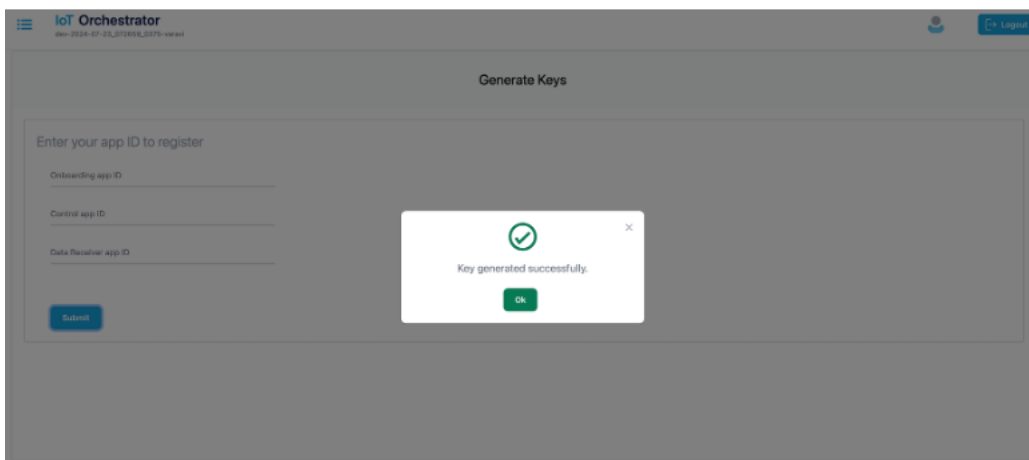 IoT Orchestrator
Logout
Generate Keys
Enter your app ID to register
Onboarding app ID
Control app ID
Data Receiver app ID
Submit
Key generated successfully.
Ok